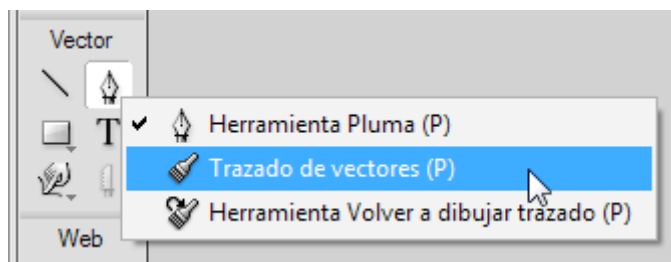 Vector
T
Herramienta Pluma (P)
Trazado de vectores (P)
Herramienta Volver a dibujar trazado (P)
Web